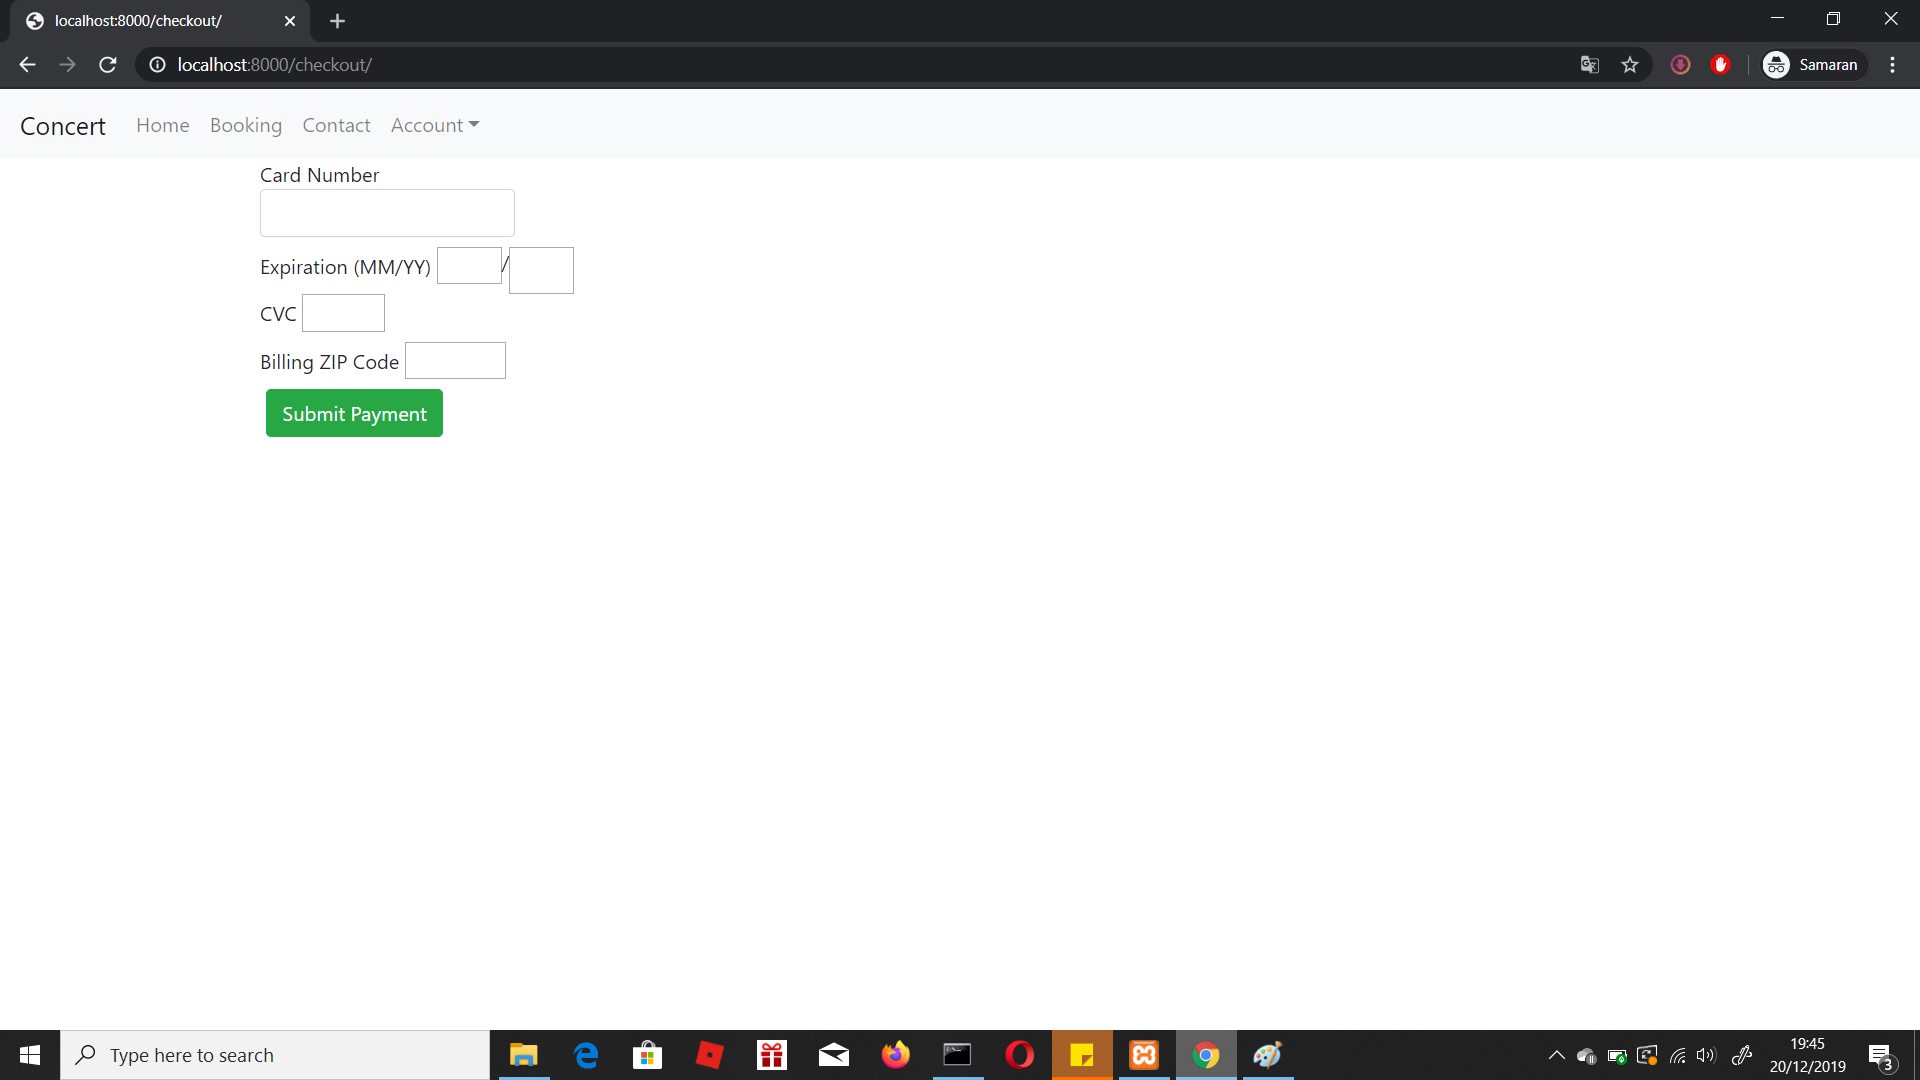 localhost:8000/checkout/
localhost:8000/checkout/
Samaran
Concert Home Booking Contact Account
Card Number
Expiration (MM/YY) /
CVC
Billing ZIP Code
Submit Payment
Type here to search
19:45
20/12/2019
3